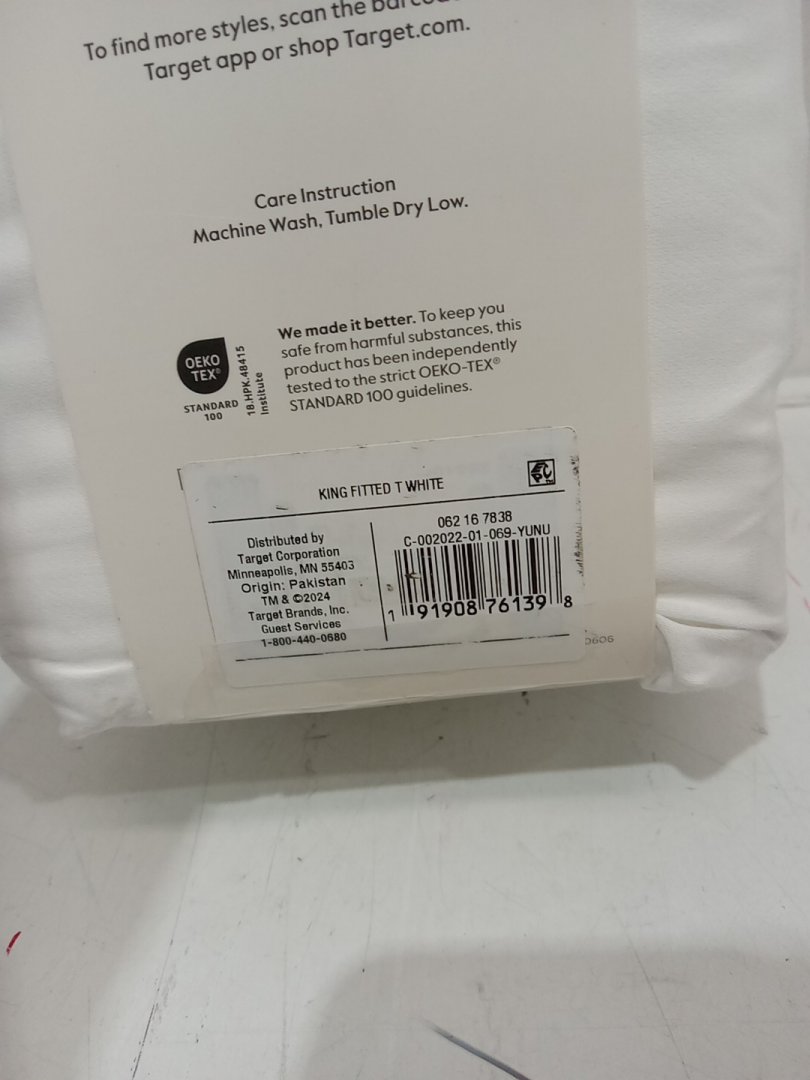 To find more styles, scan the
Target app or shop Target.com.
Care Instruction
Machine Wash, Tumble Dry Low.
OEKO
TEX®
STANDARD
100
18.HPK.48415
Institute
We made it better. To keep you
safe from harmful substances, this
product has been independently
tested to the strict OEKO-TEX®
STANDARD 100 guidelines.
KING FITTED T WHITE
Distributed by
Target Corporation
Minneapolis, MN 55403
Origin: Pakistan
TM & ©2024
Target Brands, Inc.
Guest Services
1-800-440-0680
062 16 7838
C-002022-01-069-YUNU
1 91908 76139 8
0606